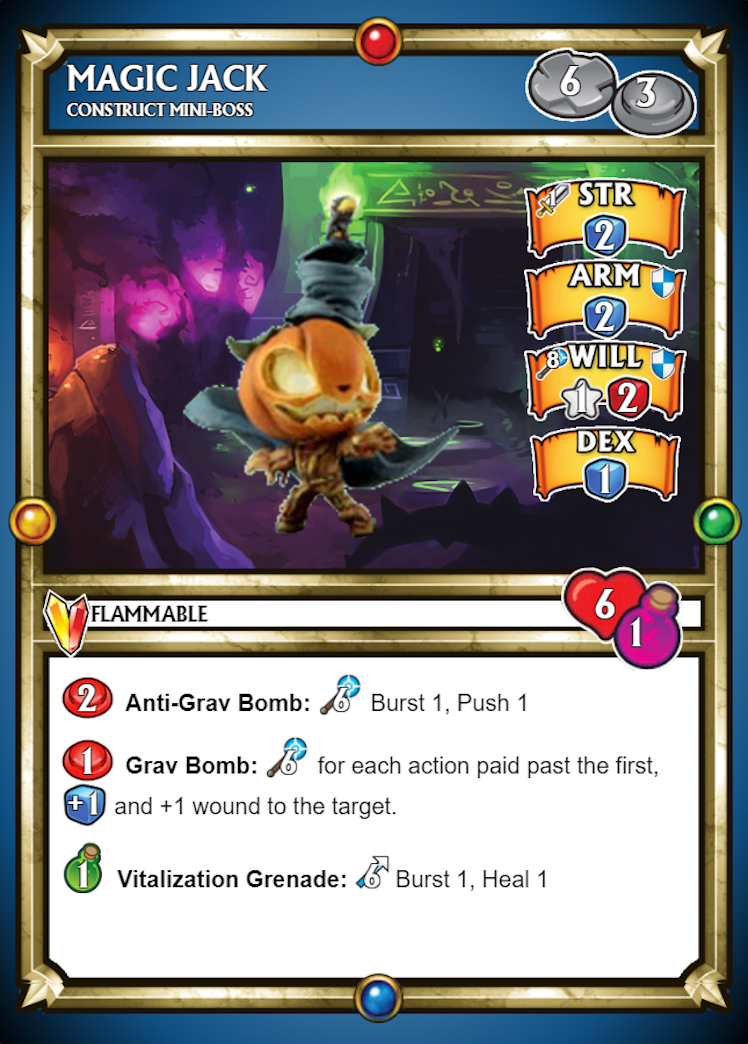 MAGIC JACK
CONSTRUCT MINI-BOSS
6 3
1 STR
2
ARM
2
8 WILL
1 2
DEX
1
FLAMMABLE
6
1
2 Anti-Grav Bomb: 6 Burst 1, Push 1
1 Grav Bomb: 6 for each action paid past the first,
+1 and +1 wound to the target.
1 Vitalization Grenade: 6 Burst 1, Heal 1